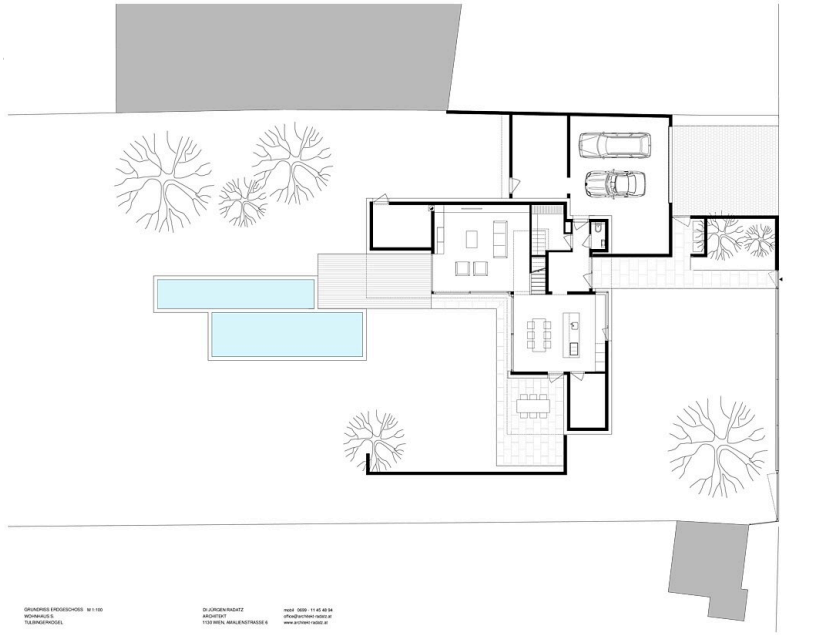 GRUNDRISS ERDGESCHOSS M 1:100
WOHNHAUS S
TULBINGERKOGEL
DI JÜRGEN RADATZ
ARCHITEKT
1130 WIEN, AMALIENSTRASSE 6
mobil 0699 - 11 45 48 94
office@architekt-radatz.at
www.architekt-radatz.at